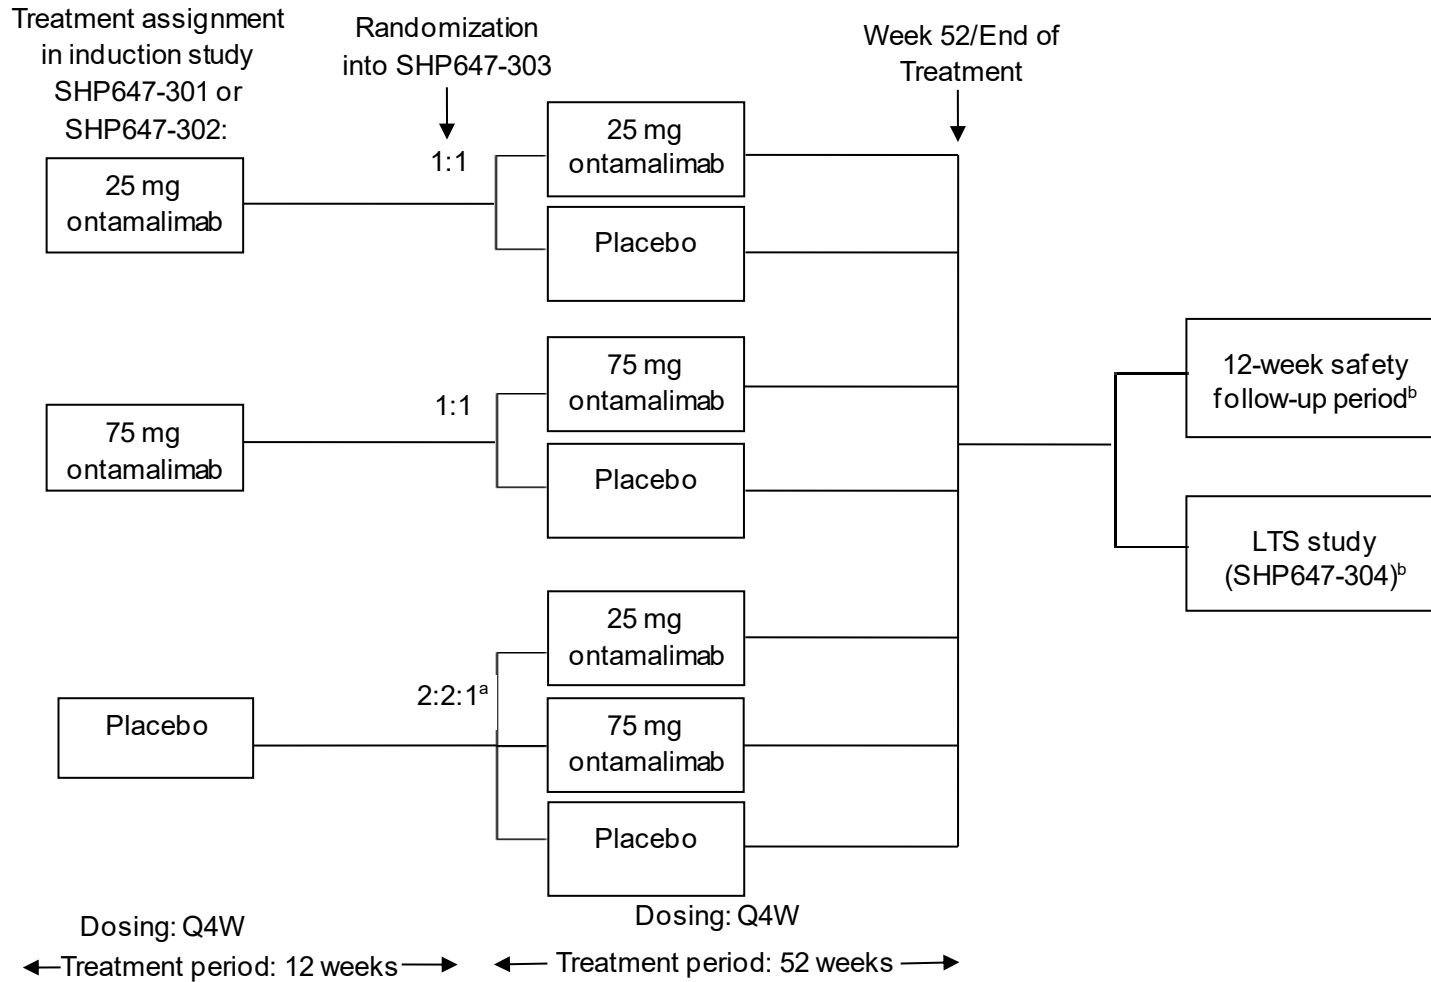 Treatment assignment
in induction study
SHP647-301 or
SHP647-302:
Randomization
into SHP647-303
Week 52/End of
Treatment
25 mg
ontamalimab
1:1
25 mg
ontamalimab
Placebo
75 mg
ontamalimab
1:1
75 mg
ontamalimab
Placebo
12-week safety
follow-up periodᵇ
LTS study
(SHP647-304)ᵇ
Placebo
2:2:1ᵃ
25 mg
ontamalimab
75 mg
ontamalimab
Placebo
Dosing: Q4W
Treatment period: 12 weeks
Dosing: Q4W
Treatment period: 52 weeks